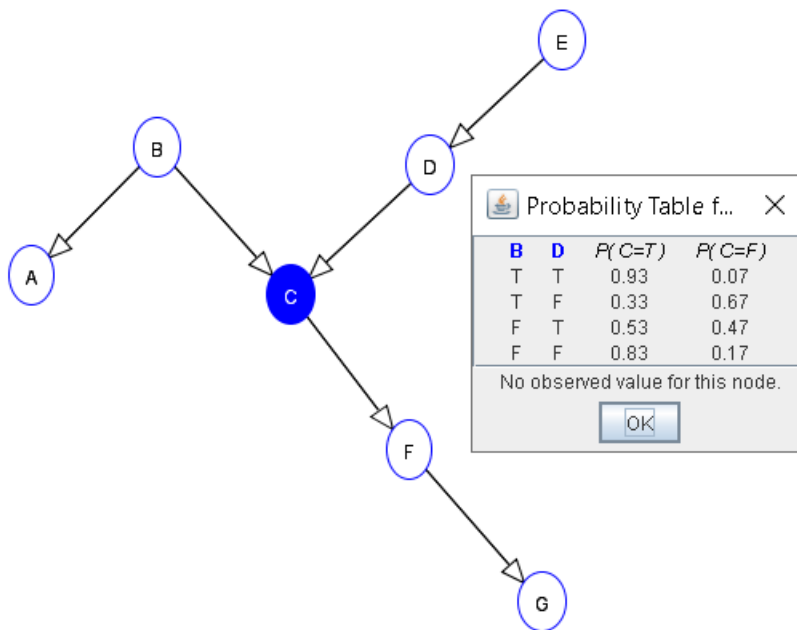 E
B
D
A
C
F
G
Probability Table f...
B D P( C=T) P( C=F)
T T 0.93 0.07
T F 0.33 0.67
F T 0.53 0.47
F F 0.83 0.17
No observed value for this node.
OK